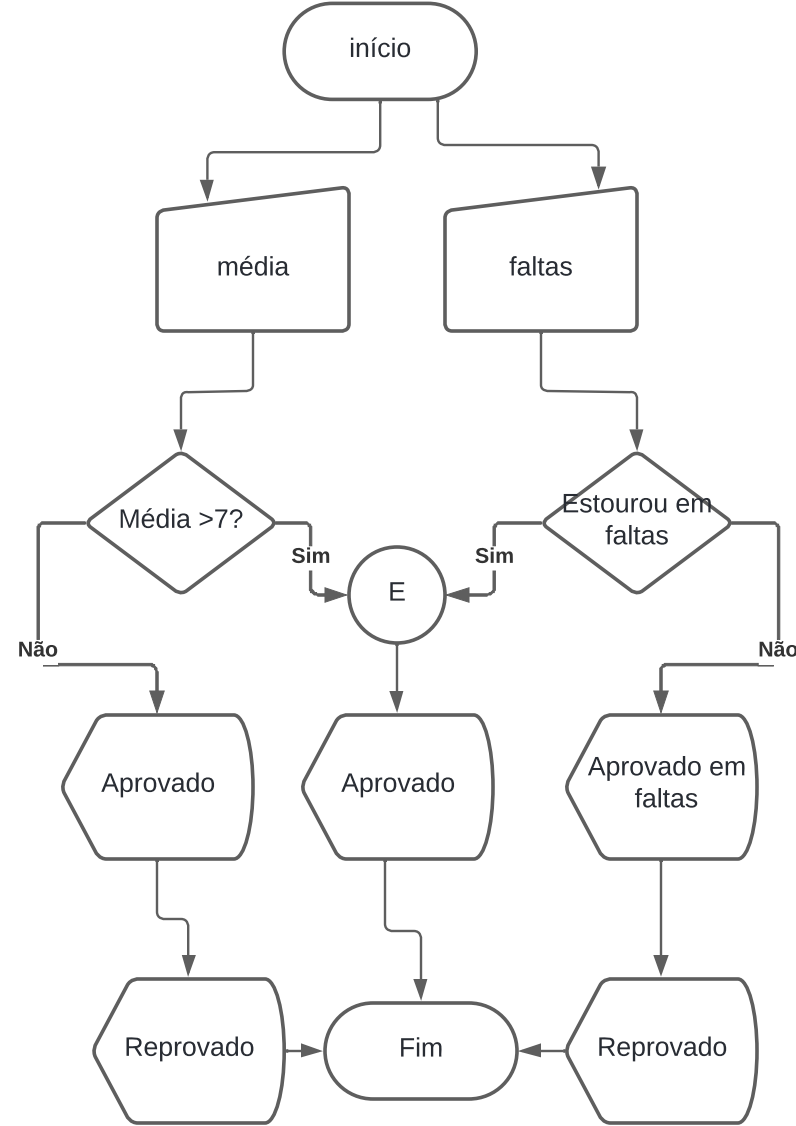 início
média
faltas
Média >7?
Estourou em
faltas
Sim
Sim
E
Não
Não
Aprovado
Aprovado
Aprovado em
faltas
Reprovado
Fim
Reprovado